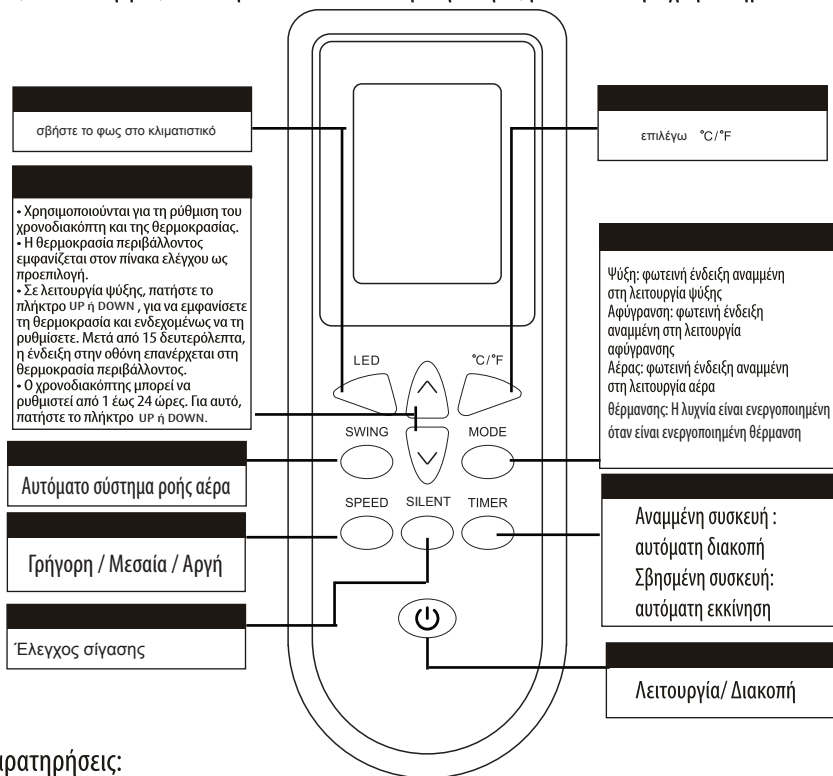 σβήστε το φως στο κλιματιστικό
επιλέγω °C/°F
• Χρησιμοποιούνται για τη ρύθμιση του
χρονοδιακόπτη και της θερμοκρασίας.
• Η θερμοκρασία περιβάλλοντος
εμφανίζεται στον πίνακα ελέγχου ως
προεπιλογή.
• Σε λειτουργία ψύξης, πατήστε το
πλήκτρο UP ή DOWN , για να εμφανίσετε
τη θερμοκρασία και ενδεχομένως να τη
ρυθμίσετε. Μετά από 15 δευτερόλεπτα,
η ένδειξη στην οθόνη επανέρχεται στη
θερμοκρασία περιβάλλοντος.
• Ο χρονοδιακόπτης μπορεί να
ρυθμιστεί από 1 έως 24 ώρες. Για αυτό,
πατήστε το πλήκτρο UP ή DOWN.
Ψύξη: φωτεινή ένδειξη αναμμένη
στη λειτουργία ψύξης
Αφύγρανση: φωτεινή ένδειξη
αναμμένη στη λειτουργία
αφύγρανσης
Αέρας: φωτεινή ένδειξη αναμμένη
στη λειτουργία αέρα
θέρμανσης: Η λυχνία είναι ενεργοποιημένη
όταν είναι ενεργοποιημένη θέρμανση
LED
°C/°F
SWING
MODE
SPEED SILENT TIMER
Αυτόματο σύστημα ροής αέρα
Γρήγορη / Μεσαία / Αργή
Έλεγχος σίγασης
Αναμμένη συσκευή :
αυτόματη διακοπή
Σβησμένη συσκευή:
αυτόματη εκκίνηση
Λειτουργία/ Διακοπή
αρατηρήσεις: